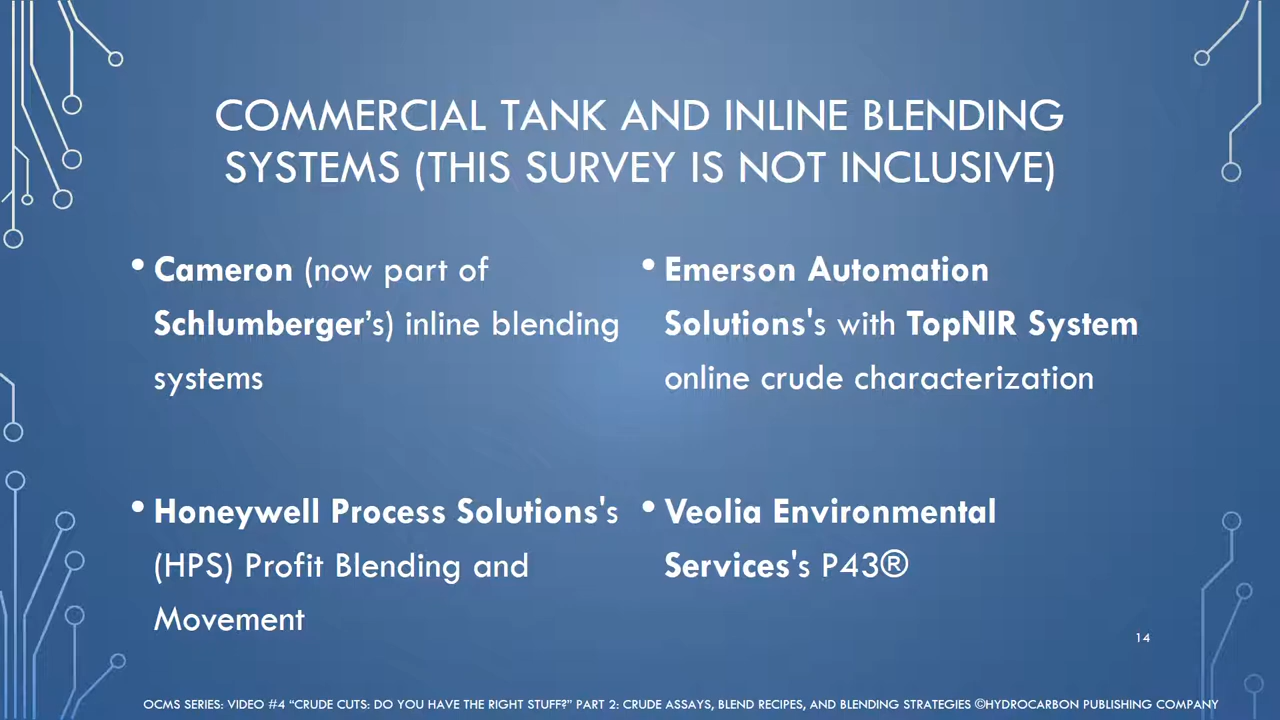 COMMERCIAL TANK AND INLINE BLENDING
SYSTEMS (THIS SURVEY IS NOT INCLUSIVE)
• Cameron (now part of
Schlumberger’s) inline blending
systems
• Honeywell Process Solutions's
(HPS) Profit Blending and
Movement
• Emerson Automation
Solutions's with TopNIR System
online crude characterization
• Veolia Environmental
Services's P43®
14
OCMS SERIES: VIDEO #4 “CRUDE CUTS: DO YOU HAVE THE RIGHT STUFF?” PART 2: CRUDE ASSAYS, BLEND RECIPES, AND BLENDING STRATEGIES ©HYDROCARBON PUBLISHING COMPANY